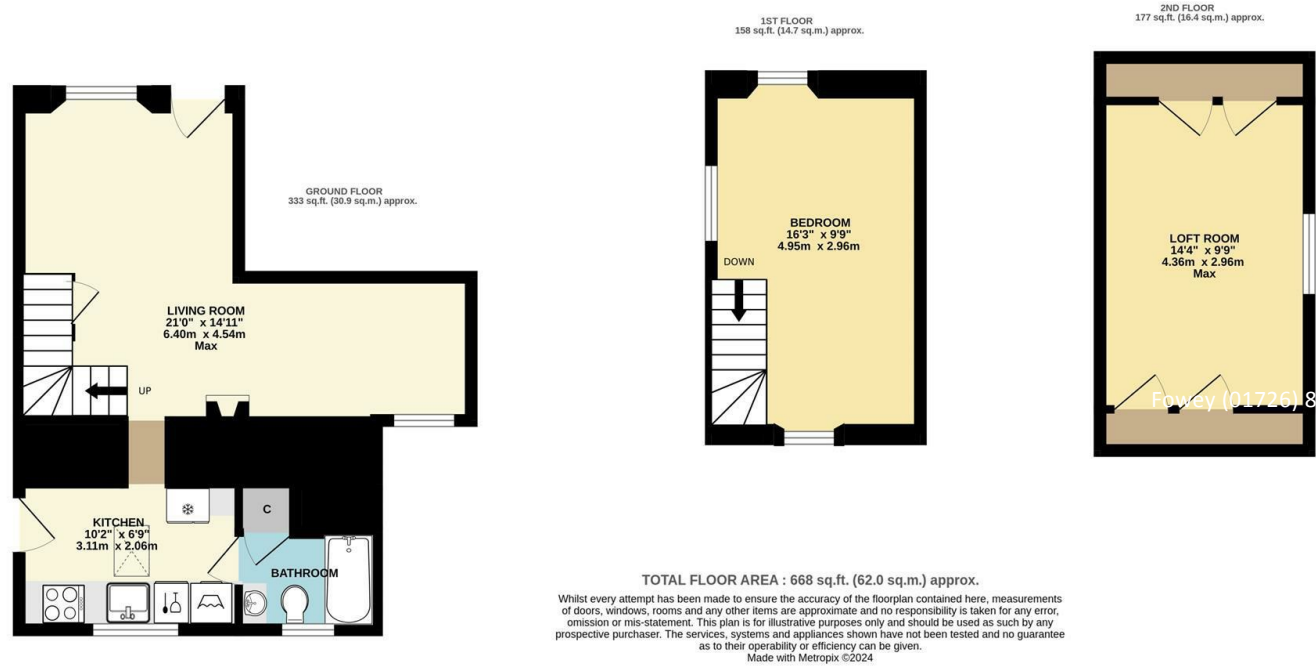 GROUND FLOOR
333 sq.ft. (30.9 sq.m.) approx.
LIVING ROOM
21'0" x 14'11"
6.40m x 4.54m
Max
UP
KITCHEN
10'2" x 6'9"
3.11m x 2.06m
C
BATHROOM
1ST FLOOR
158 sq.ft. (14.7 sq.m.) approx.
BEDROOM
16'3" x 9'9"
4.95m x 2.96m
DOWN
2ND FLOOR
177 sq.ft. (16.4 sq.m.) approx.
LOFT ROOM
14'4" x 9'9"
4.36m x 2.96m
Max
Fowey (01726) 8
TOTAL FLOOR AREA : 668 sq.ft. (62.0 sq.m.) approx.
Whilst every attempt has been made to ensure the accuracy of the floorplan contained here, measurements
of doors, windows, rooms and any other items are approximate and no responsibility is taken for any error,
omission or mis-statement. This plan is for illustrative purposes only and should be used as such by any
prospective purchaser. The services, systems and appliances shown have not been tested and no guarantee
as to their operability or efficiency can be given.
Made with Metropix ©2024